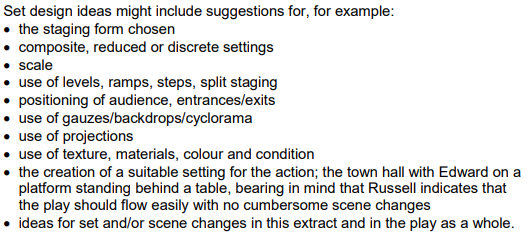 Set design ideas might include suggestions for, for example:
• the staging form chosen
• composite, reduced or discrete settings
• scale
• use of levels, ramps, steps, split staging
• positioning of audience, entrances/exits
• use of gauzes/backdrops/cyclorama
• use of projections
• use of texture, materials, colour and condition
• the creation of a suitable setting for the action; the town hall with Edward on a
platform standing behind a table, bearing in mind that Russell indicates that
the play should flow easily with no cumbersome scene changes
• ideas for set and/or scene changes in this extract and in the play as a whole.